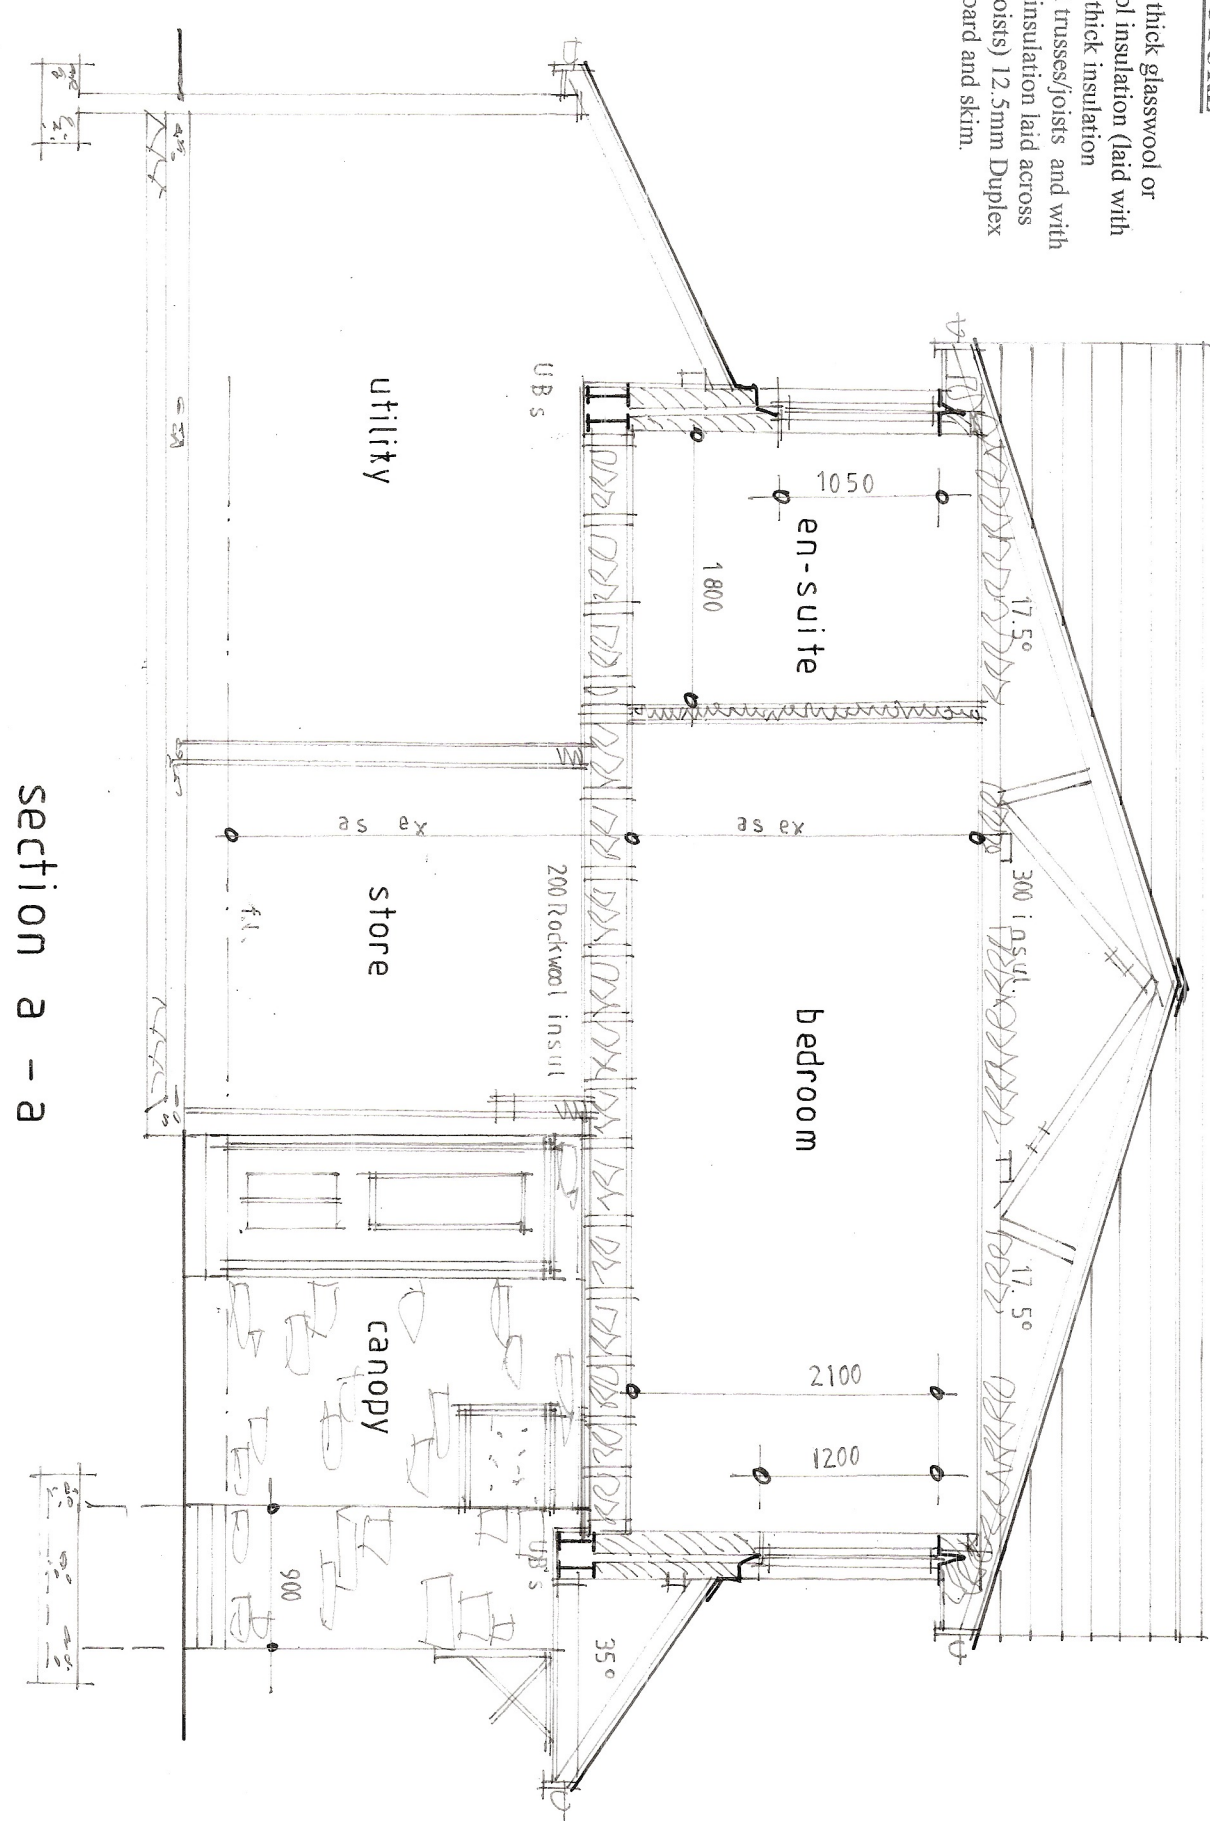 thick glasswool or
ol insulation (laid with
thick insulation
trusses/joists and with
insulation laid across
oists) 12.5mm Duplex
oard and skim.
17.5°
300 insul.
17.5°
1050
en-suite
1800
bedroom
2100
1200
as ex
as ex
UBs
200 Rockwool insul
UB's
35°
utility
store
canopy
f.f.l.
900
section a - a